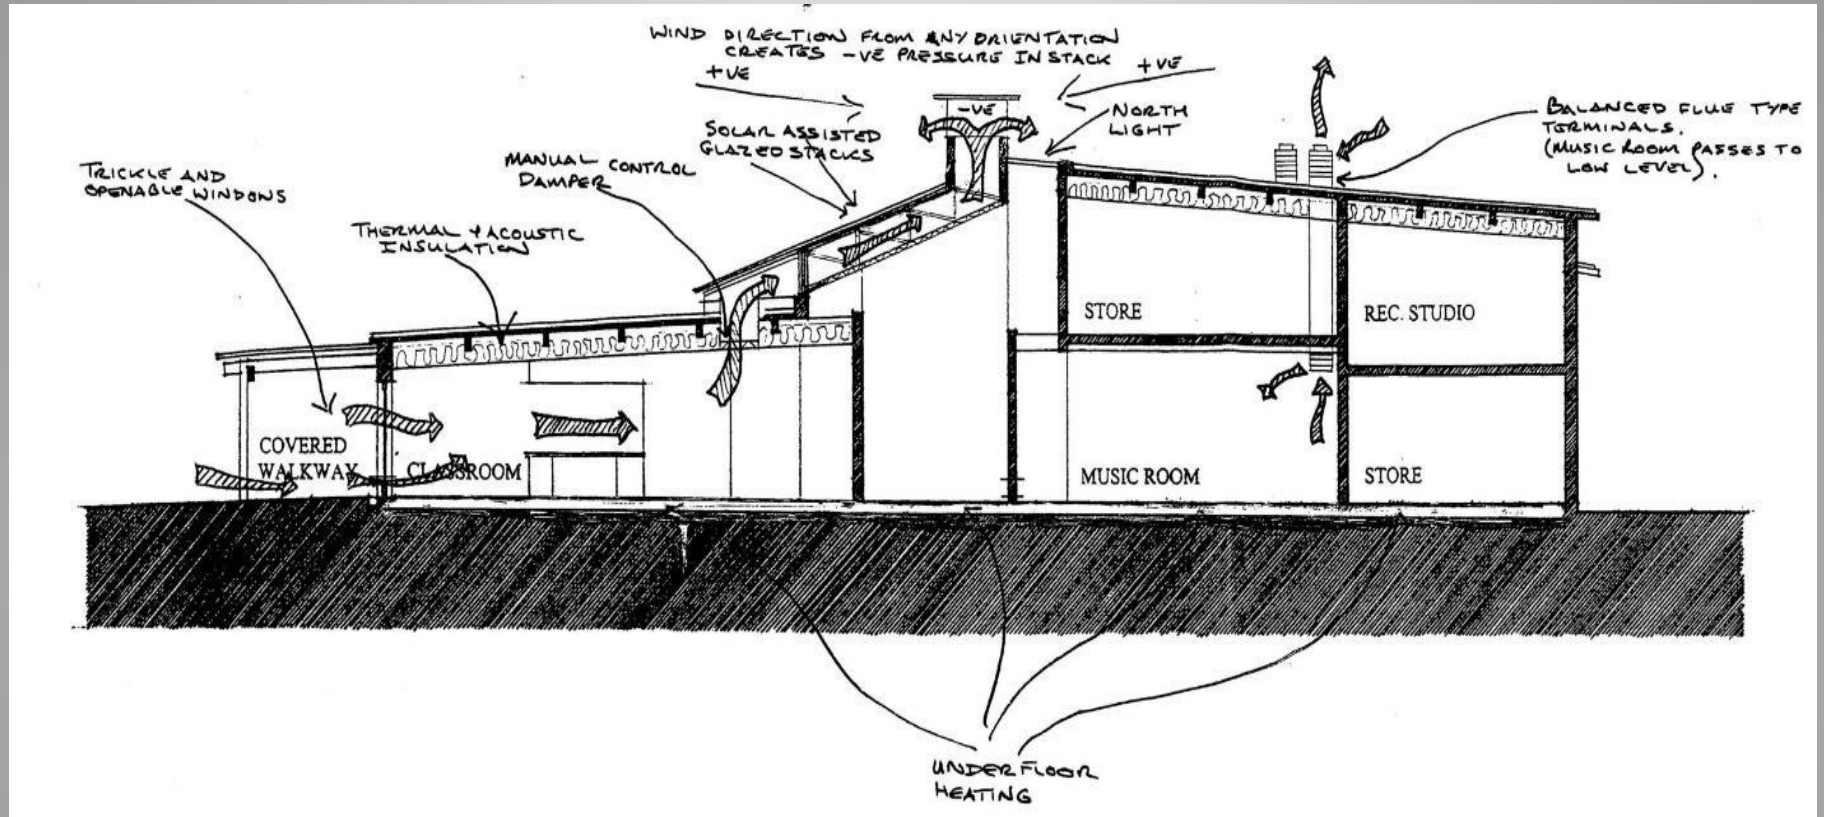 WIND DIRECTION FROM ANY ORIENTATION
CREATES -VE PRESSURE IN STACK
+VE
+VE
-VE
NORTH
LIGHT
BALANCED FLUE TYPE
TERMINALS.
(MUSIC ROOM PASSES TO
LOW LEVEL).
SOLAR ASSISTED
GLAZED STACKS
MANUAL CONTROL
DAMPER
TRICKLE AND
OPENABLE WINDOWS
THERMAL & ACOUSTIC
INSULATION
STORE
REC. STUDIO
COVERED
WALKWAY
CLASSROOM
MUSIC ROOM
STORE
UNDERFLOOR
HEATING